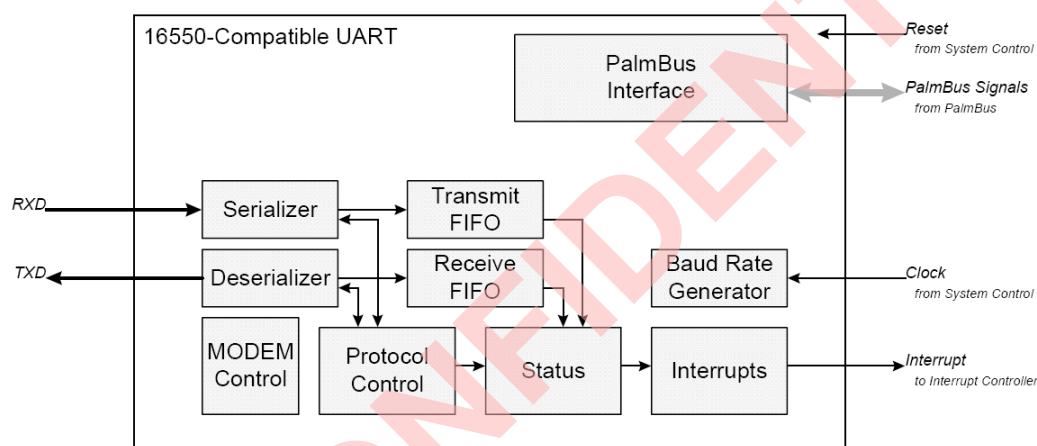 16550-Compatible UART
PalmBus
Interface
Reset
from System Control
PalmBus Signals
from PalmBus
RXD
Serializer
Transmit
FIFO
TXD
Deserializer
Receive
FIFO
Baud Rate
Generator
Clock
from System Control
MODEM
Control
Protocol
Control
Status
Interrupts
Interrupt
to Interrupt Controller
ONFIDENT